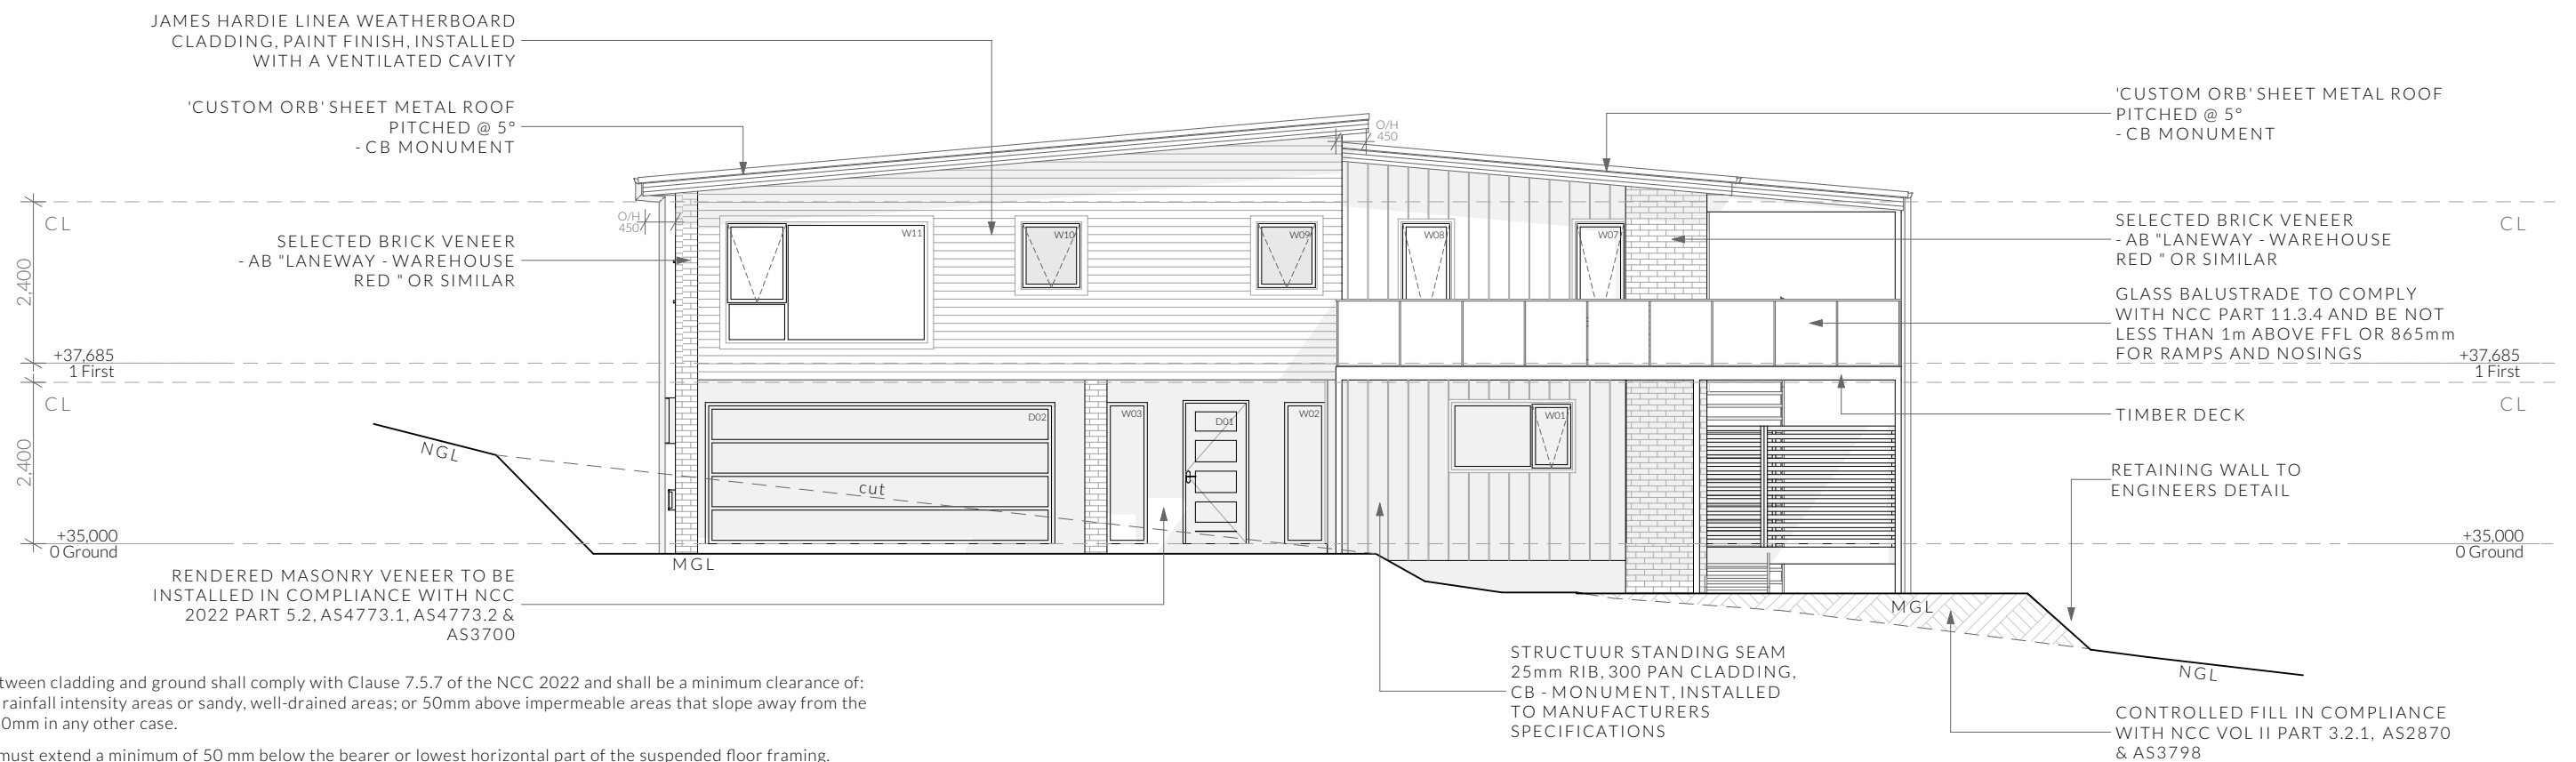 JAMES HARDIE LINEA WEATHERBOARD
CLADDING, PAINT FINISH, INSTALLED
WITH A VENTILATED CAVITY
'CUSTOM ORB' SHEET METAL ROOF
PITCHED @ 5°
- CB MONUMENT
SELECTED BRICK VENEER
- AB "LANEWAY - WAREHOUSE
RED " OR SIMILAR
O/H
450
O/H
450
'CUSTOM ORB' SHEET METAL ROOF
PITCHED @ 5°
- CB MONUMENT
SELECTED BRICK VENEER
- AB "LANEWAY - WAREHOUSE
RED " OR SIMILAR
GLASS BALUSTRADE TO COMPLY
WITH NCC PART 11.3.4 AND BE NOT
LESS THAN 1m ABOVE FFL OR 865mm
FOR RAMPS AND NOSINGS
TIMBER DECK
RETAINING WALL TO
ENGINEERS DETAIL
CL
2,400
+37,685
1 First
CL
2,400
+35,000
0 Ground
CL
+37,685
1 First
CL
+35,000
0 Ground
W11
W10
W09
W08
W07
D02
W03
D01
W02
W01
NGL
cut
MGL
MGL
NGL
RENDERED MASONRY VENEER TO BE
INSTALLED IN COMPLIANCE WITH NCC
2022 PART 5.2, AS4773.1, AS4773.2 &
AS3700
STRUCTUUR STANDING SEAM
25mm RIB, 300 PAN CLADDING,
CB - MONUMENT, INSTALLED
TO MANUFACTURERS
SPECIFICATIONS
CONTROLLED FILL IN COMPLIANCE
WITH NCC VOL II PART 3.2.1, AS2870
& AS3798
tween cladding and ground shall comply with Clause 7.5.7 of the NCC 2022 and shall be a minimum clearance of:
rainfall intensity areas or sandy, well-drained areas; or 50mm above impermeable areas that slope away from the
0mm in any other case.
must extend a minimum of 50 mm below the bearer or lowest horizontal part of the suspended floor framing.